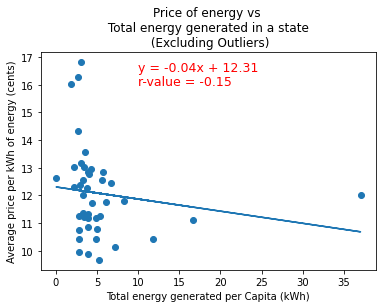 Price of energy vs
Total energy generated in a state
(Excluding Outliers)
y = -0.04x + 12.31
r-value = -0.15
17
16
15
14
13
12
11
10
Average price per kWh of energy (cents)
0
5
10
15
20
25
30
35
Total energy generated per Capita (kWh)